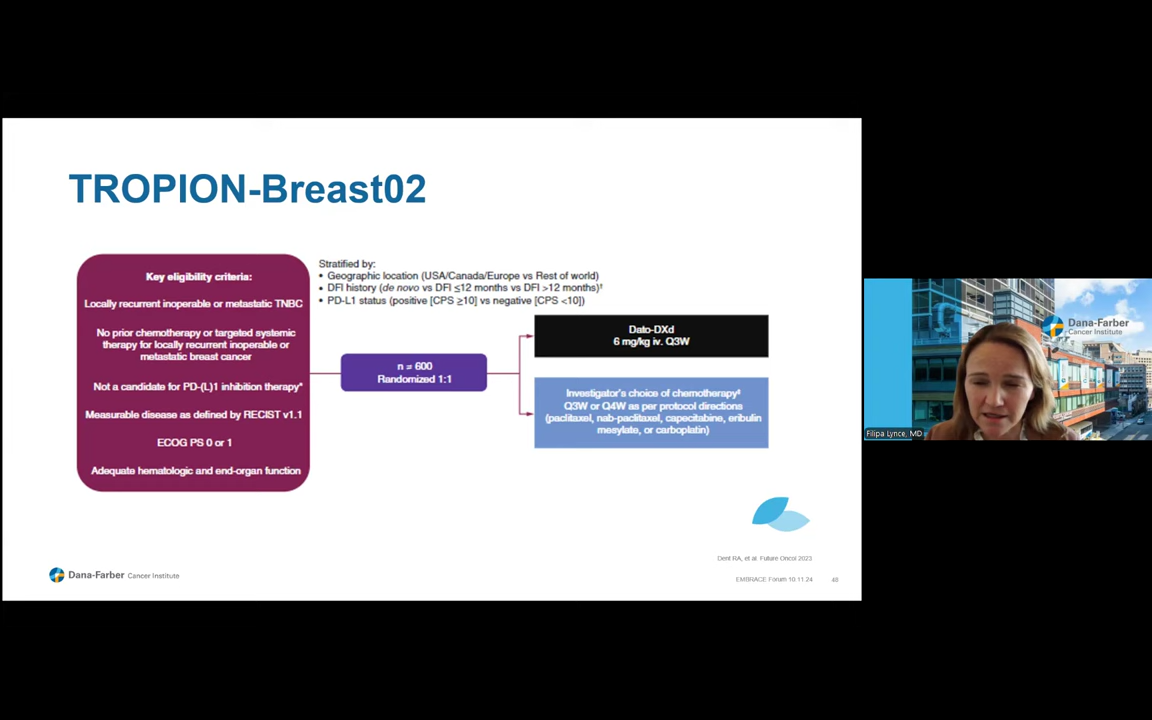 TROPION-Breast02
Key eligibility criteria:
Locally recurrent inoperable or metastatic TNBC
No prior chemotherapy or targeted systemic
therapy for locally recurrent inoperable or
metastatic breast cancer
Not a candidate for PD-(L)1 inhibition therapy*
Measurable disease as defined by RECIST v1.1
ECOG PS 0 or 1
Adequate hematologic and end-organ function
Stratified by:
• Geographic location (USA/Canada/Europe vs Rest of world)
• DFI history (de novo vs DFI ≤12 months vs DFI >12 months)†
• PD-L1 status (positive [CPS ≥10] vs negative [CPS <10])
n = 600
Randomized 1:1
Dato-DXd
6 mg/kg iv. Q3W
Investigator's choice of chemotherapy‡
Q3W or Q4W as per protocol directions
(paclitaxel, nab-paclitaxel, capecitabine, eribulin
mesylate, or carboplatin)
Dent RA, et al. Future Oncol 2023
Dana-Farber Cancer Institute
EMBRACE Forum 10.11.24
48
Dana-Farber
Cancer Institute
Filipa Lynce, MD